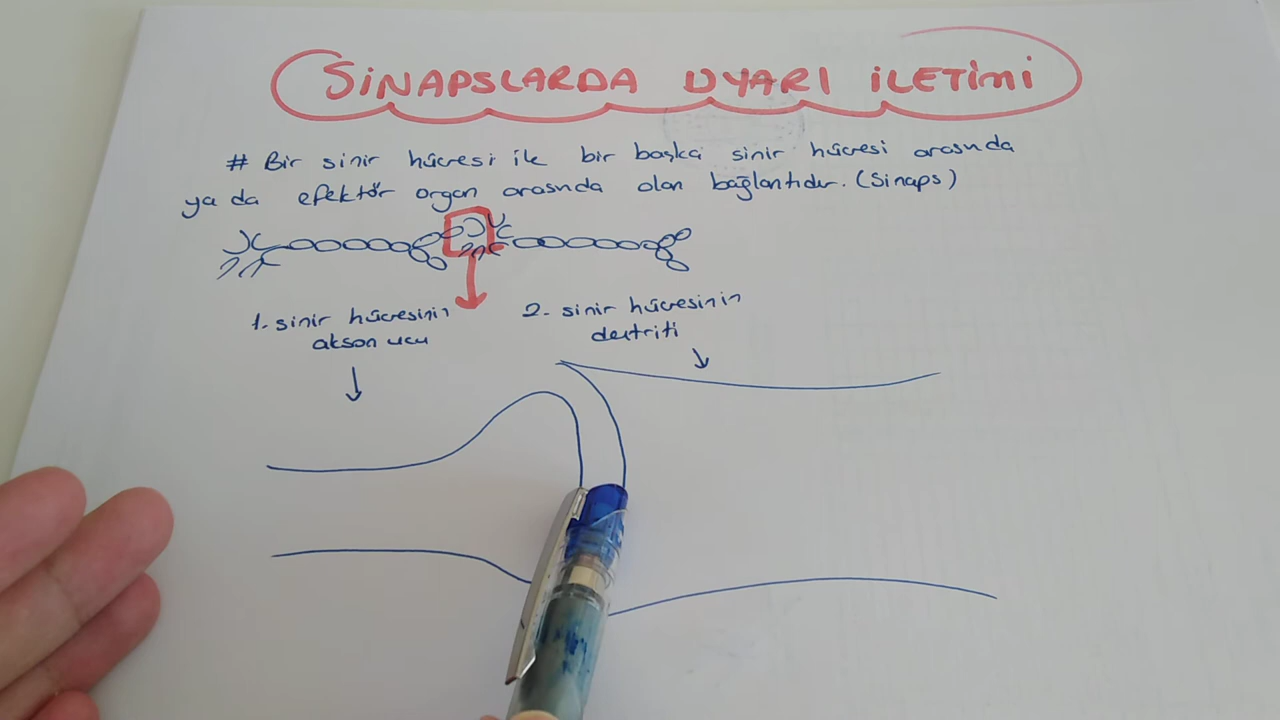 SİNAPSLARDA UYARI İLETİMİ
# Bir sinir hücresi ile bir başka sinir hücresi arasında
ya da efektör organ arasında olan bağlantıdır. (Sinaps)
1. sinir hücresinin
akson ucu
2. sinir hücresinin
dentriti